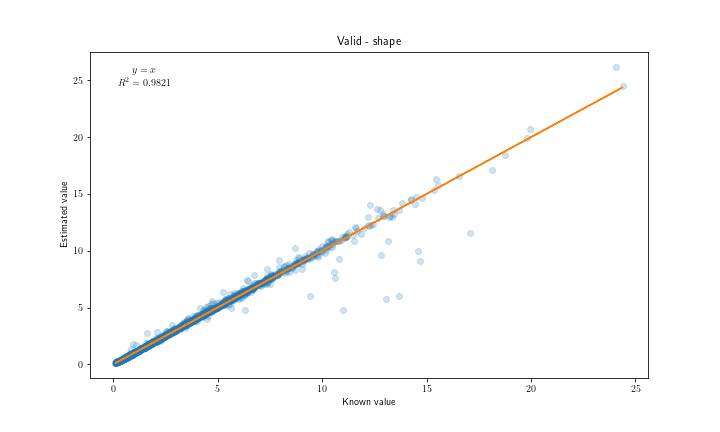 Valid - shape
y = x
R² = 0.9821
25
20
15
10
5
0
Estimated value
0 5 10 15 20 25
Known value